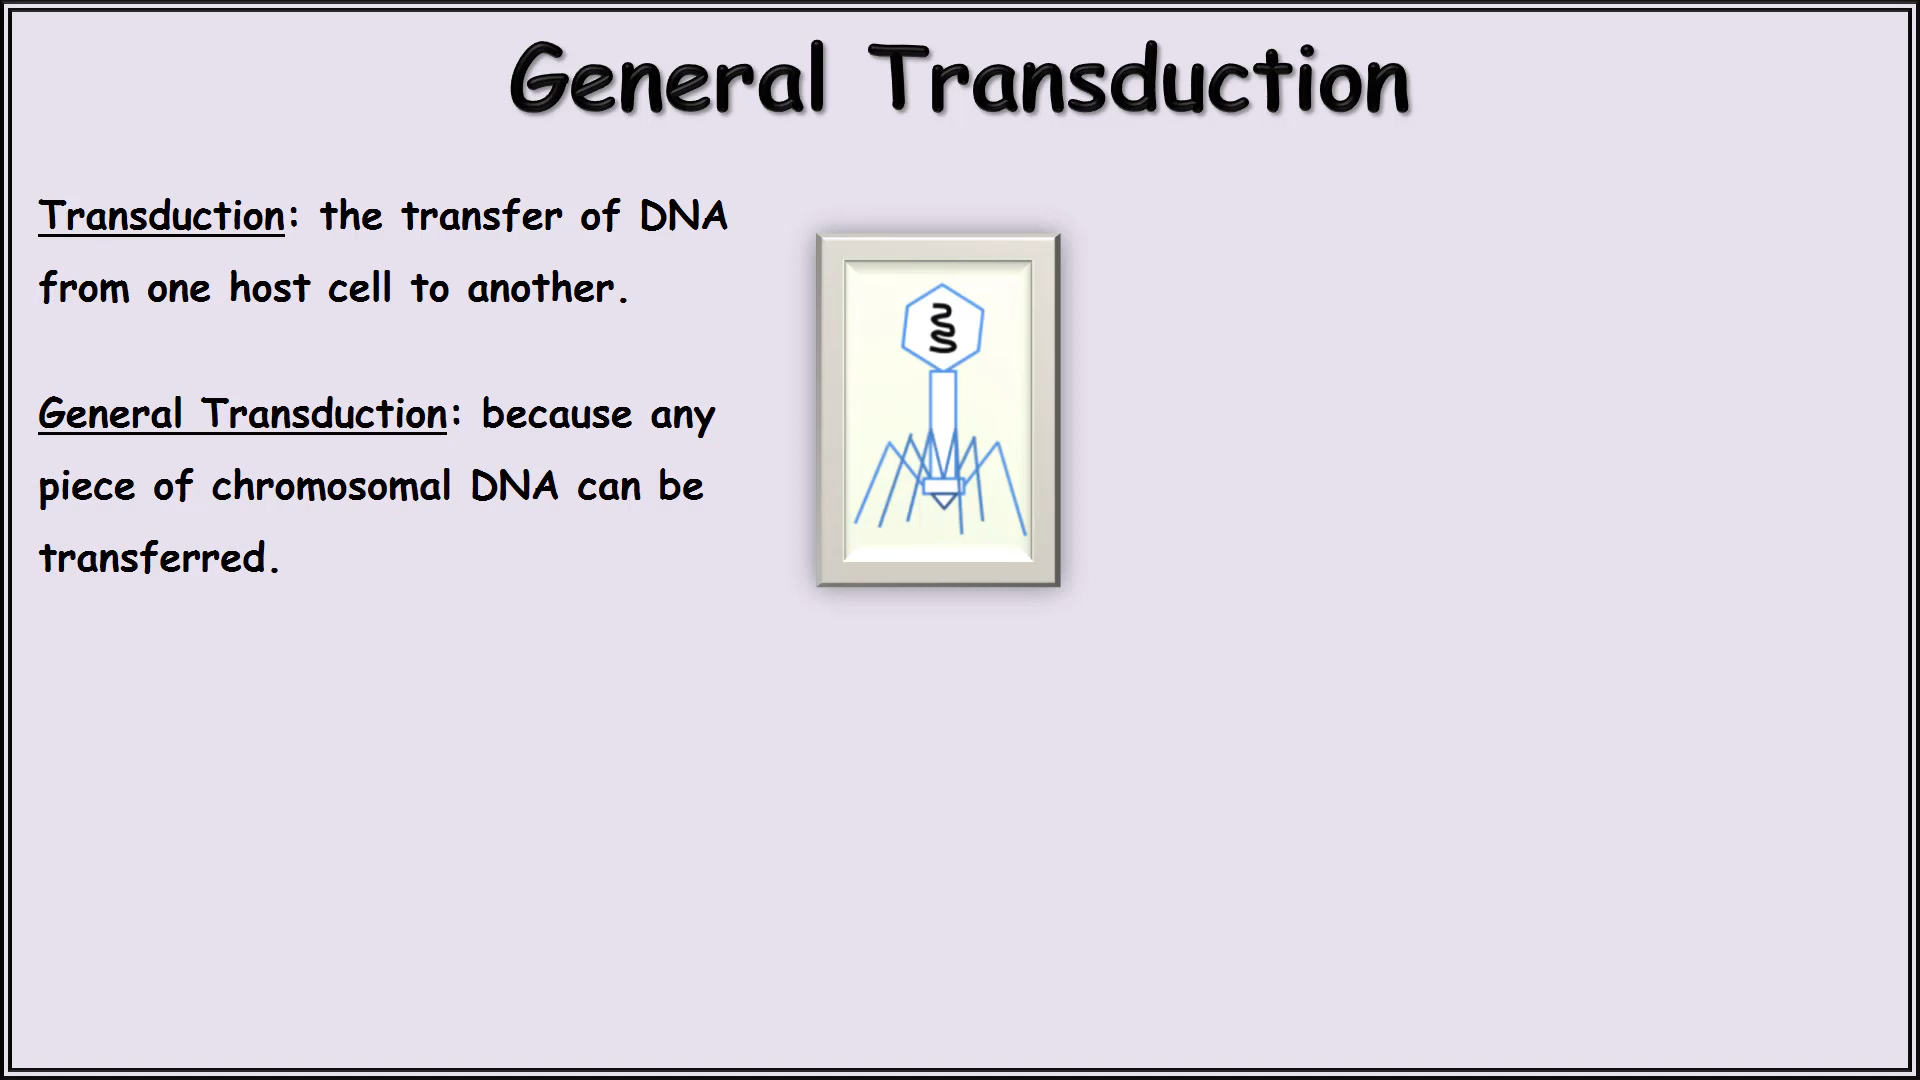 General Transduction
Transduction: the transfer of DNA
from one host cell to another.
General Transduction: because any
piece of chromosomal DNA can be
transferred.